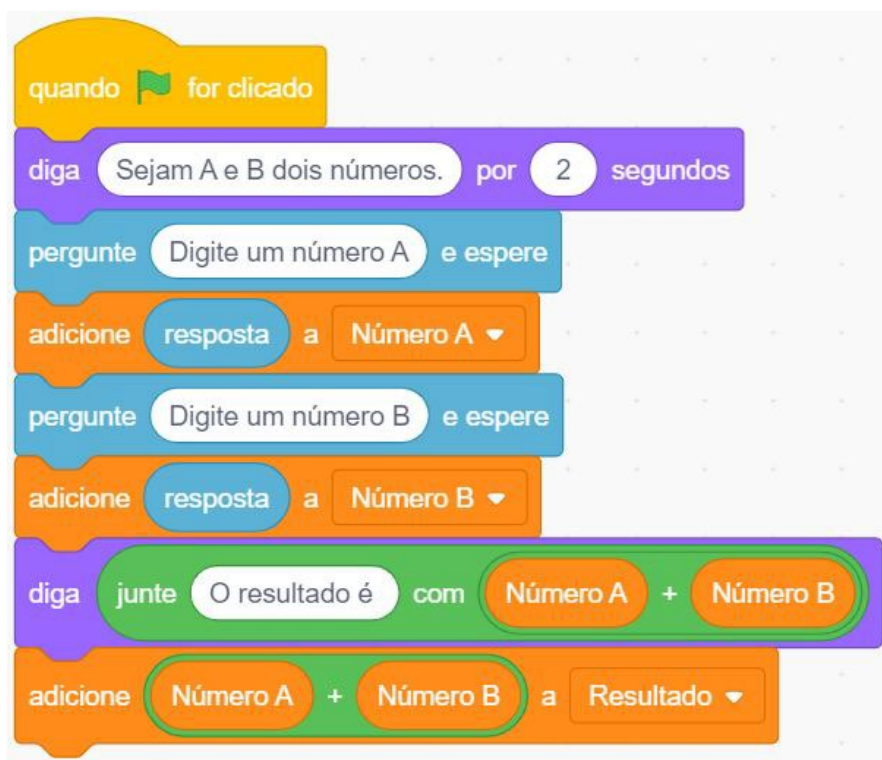 quando for clicado
diga Sejam A e B dois números. por 2 segundos
pergunte Digite um número A e espere
adicione resposta a Número A
pergunte Digite um número B e espere
adicione resposta a Número B
diga junte O resultado é com Número A + Número B
adicione Número A + Número B a Resultado